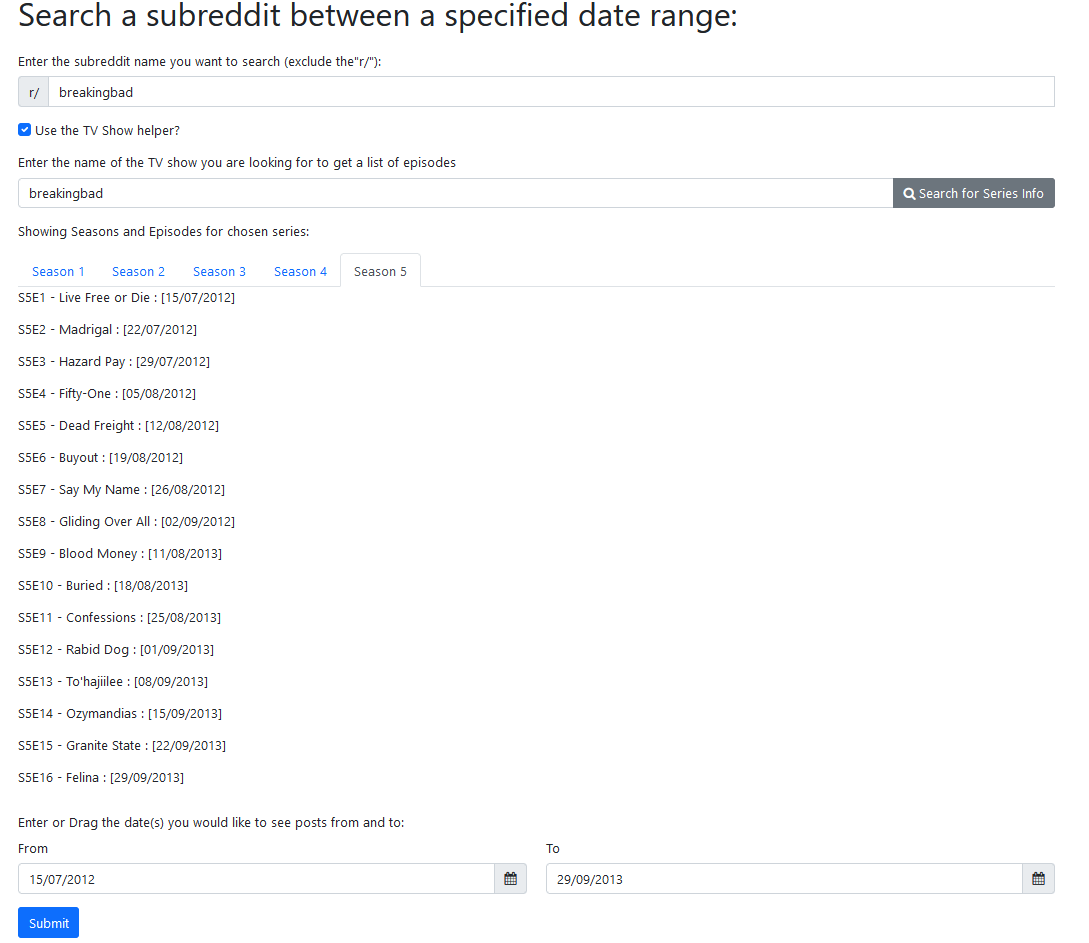 Search a subreddit between a specified date range:
Enter the subreddit name you want to search (exclude the"r/"):
r/ breakingbad
Use the TV Show helper?
Enter the name of the TV show you are looking for to get a list of episodes
breakingbad Search for Series Info
Showing Seasons and Episodes for chosen series:
Season 1 Season 2 Season 3 Season 4 Season 5
S5E1 - Live Free or Die : [15/07/2012]
S5E2 - Madrigal : [22/07/2012]
S5E3 - Hazard Pay : [29/07/2012]
S5E4 - Fifty-One : [05/08/2012]
S5E5 - Dead Freight : [12/08/2012]
S5E6 - Buyout : [19/08/2012]
S5E7 - Say My Name : [26/08/2012]
S5E8 - Gliding Over All : [02/09/2012]
S5E9 - Blood Money : [11/08/2013]
S5E10 - Buried : [18/08/2013]
S5E11 - Confessions : [25/08/2013]
S5E12 - Rabid Dog : [01/09/2013]
S5E13 - To'hajiilee : [08/09/2013]
S5E14 - Ozymandias : [15/09/2013]
S5E15 - Granite State : [22/09/2013]
S5E16 - Felina : [29/09/2013]
Enter or Drag the date(s) you would like to see posts from and to:
From To
15/07/2012 29/09/2013
Submit